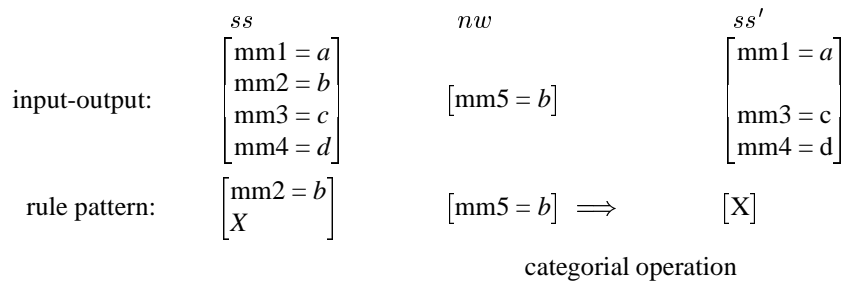 ss nw ss′
input-output: [mm1 = a mm2 = b mm3 = c mm4 = d] [mm5 = b] [mm1 = a mm3 = c mm4 = d]
rule pattern: [mm2 = b X] [mm5 = b] ⟹ [X]
categorial operation